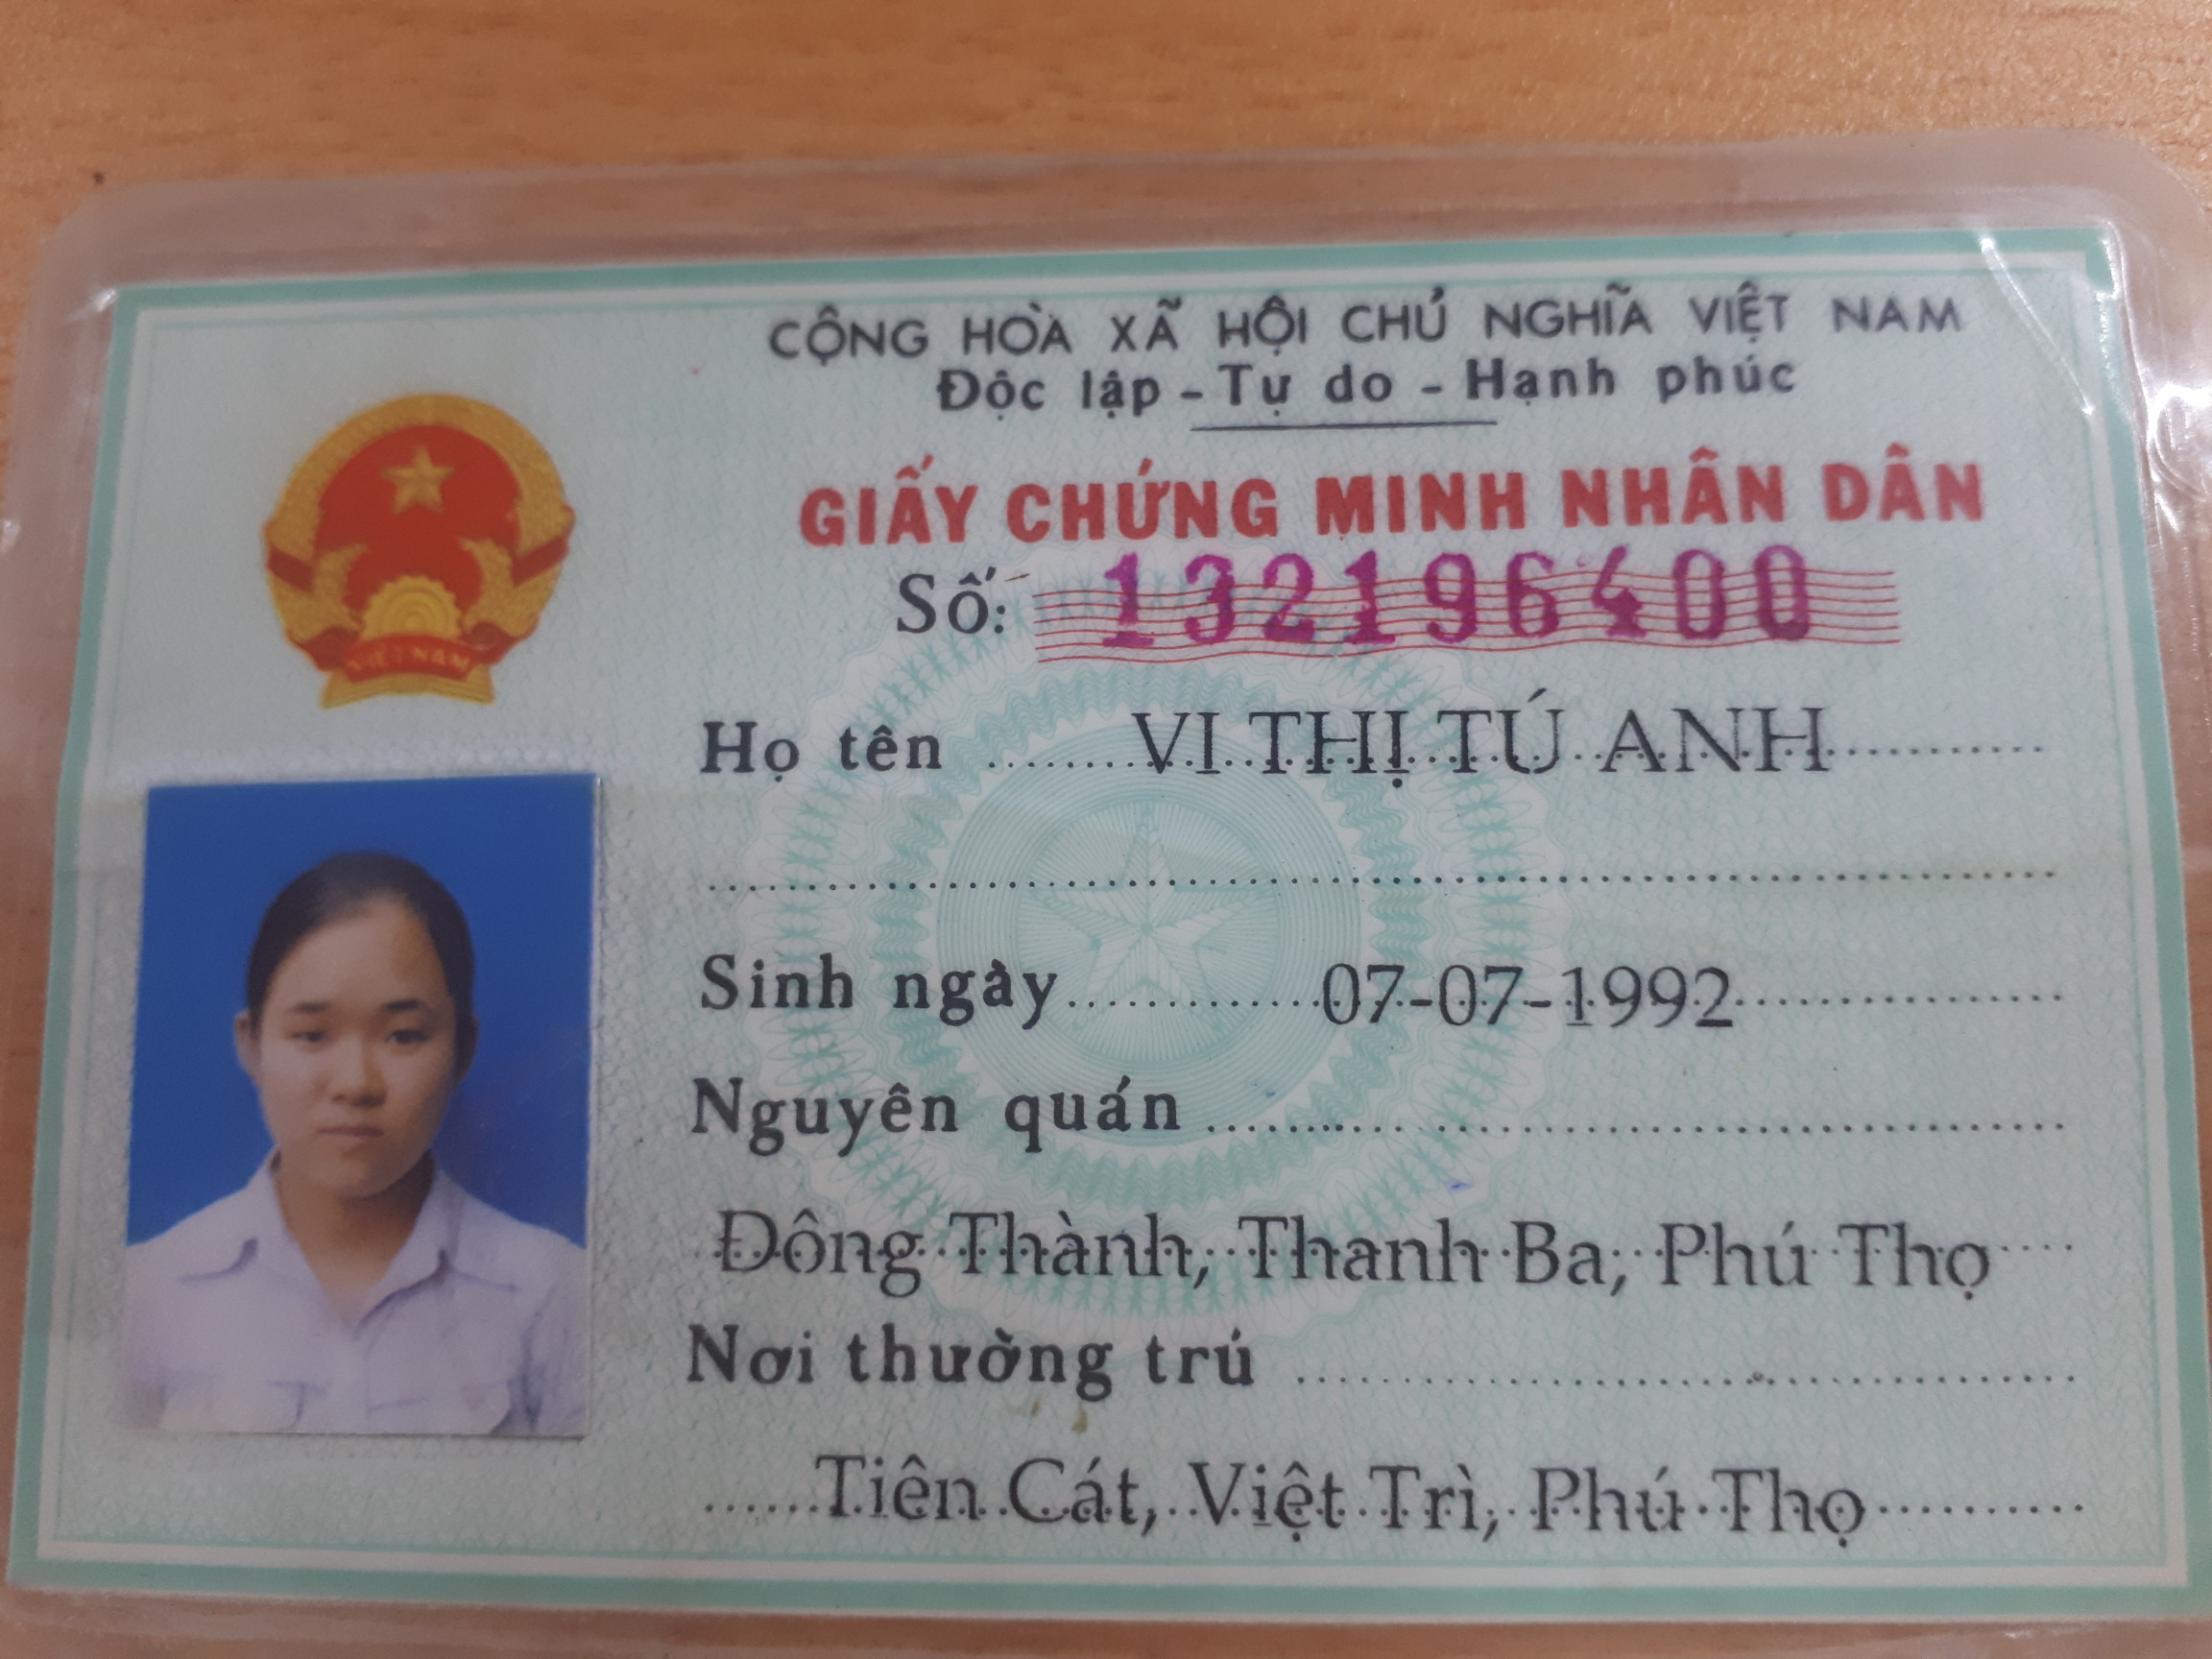 CỘNG HÒA XÃ HỘI CHỦ NGHĨA VIỆT NAM
Độc lập - Tự do - Hạnh phúc
GIẤY CHỨNG MINH NHÂN DÂN
Số: 132196400
VIỆT NAM
Họ tên VI THỊ TÚ ANH
Sinh ngày 07-07-1992
Nguyên quán
Đông Thành, Thanh Ba, Phú Thọ
Nơi thường trú
Tiên Cát, Việt Trì, Phú Thọ